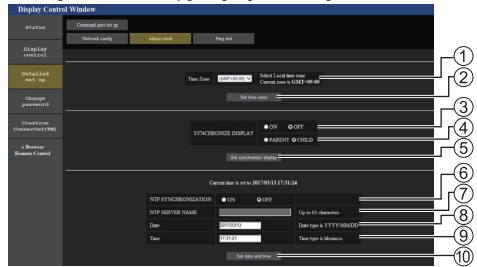 Display Control Window
Status
Display
control
Detailed
set up
Change
password
Crestron
Connected(TM)
» Browser
Remote Control
Command port set up
Network config
Adjust clock
Ping test
Time Zone
(GMT+09:00)
Select Local time zone
Current zone is GMT+09:00
Set time zone
SYNCHRONIZE DISPLAY
ON OFF
PARENT CHILD
Set synchronize display
Current time is set to 2017/03/13 17:31:24.
NTP SYNCHRONIZATION ON OFF
NTP SERVER NAME Up to 63 characters
Date 2017/03/13 Date type is YYYY/MM/DD
Time 17:31:21 Time type is hh:mm:ss
Set date and time
1
2
3
4
5
6
7
8
9
10